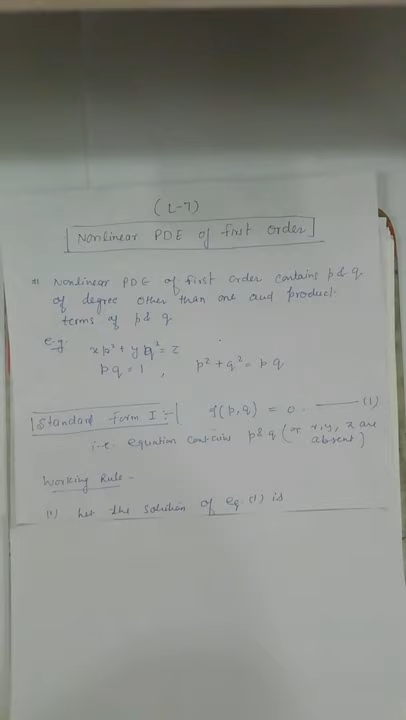 (L-7)
Nonlinear PDE of first order
Nonlinear PDE of first order contains p & q
of degree other than one and product
terms of p & q
e.g. xp² + yq² = z
pq = 1 , p² + q² = pq
Standard form I :- f(p,q) = 0. —— (1)
i.e. equation contains p & q ( x, y, z are
absent)
Working Rule -
(1) Let the solution of eq. (1) is